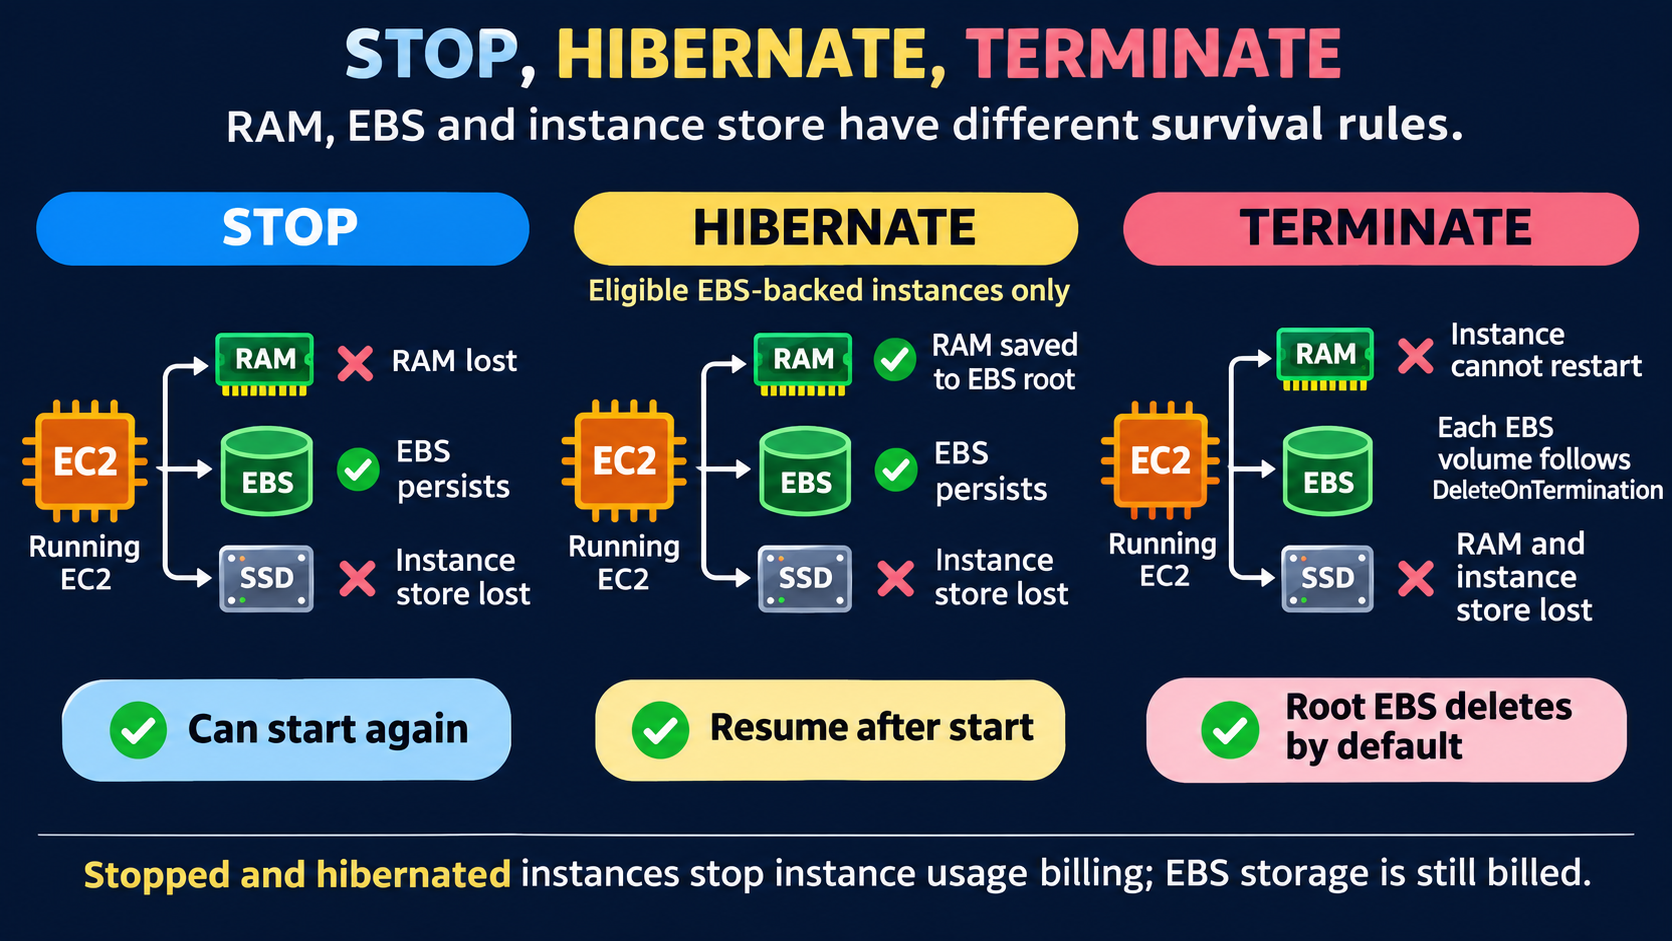 STOP, HIBERNATE, TERMINATE
RAM, EBS and instance store have different survival rules.
STOP
RAM
RAM lost
EC2
Running
EC2
EBS
EBS
persists
SSD
Instance
store lost
Can start again
HIBERNATE
Eligible EBS-backed instances only
RAM
RAM saved
to EBS root
EC2
Running
EC2
EBS
EBS
persists
SSD
Instance
store lost
Resume after start
TERMINATE
RAM
Instance
cannot restart
EC2
Running
EC2
EBS
Each EBS
volume follows
DeleteOnTermination
SSD
RAM and
instance
store lost
Root EBS deletes
by default
Stopped and hibernated instances stop instance usage billing; EBS storage is still billed.